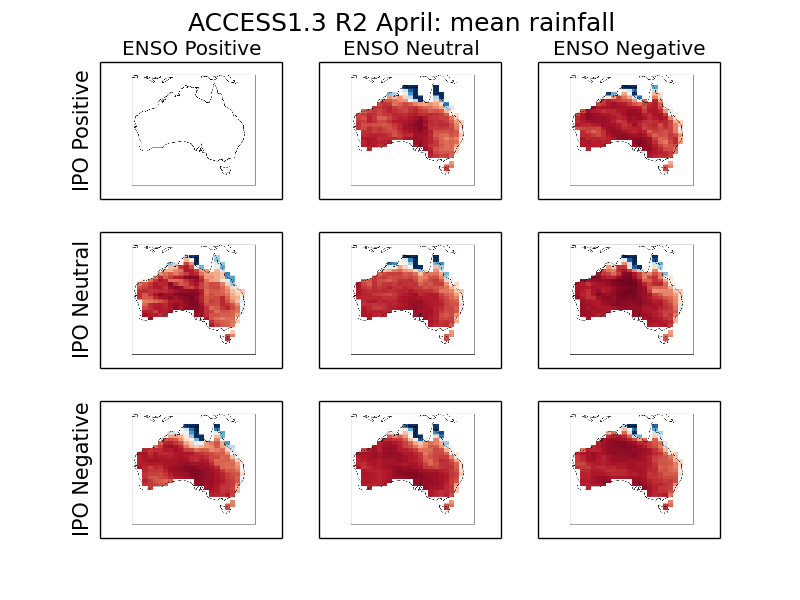 ACCESS1.3 R2 April: mean rainfall
ENSO Positive
ENSO Neutral
ENSO Negative
IPO Positive
IPO Neutral
IPO Negative